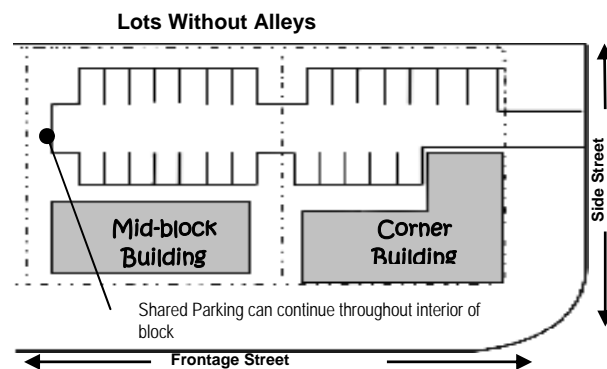 Lots Without Alleys
Mid-block
Building
Corner
Building
Side Street
Shared Parking can continue throughout interior of
block
Frontage Street